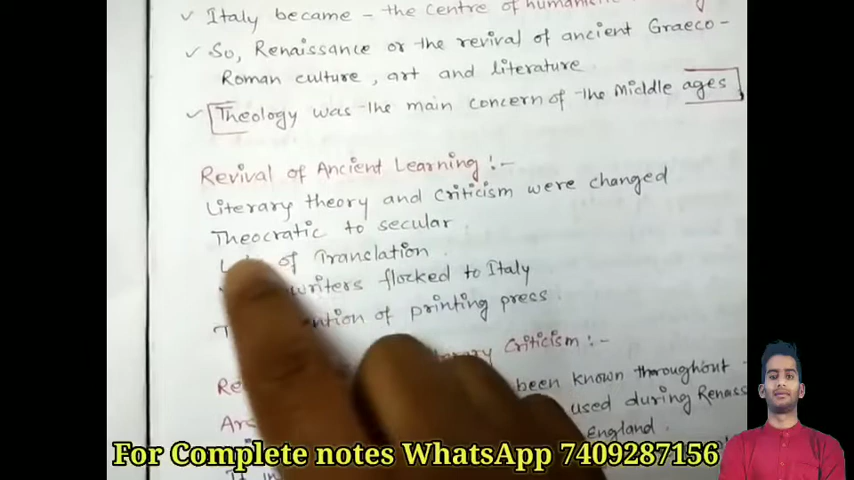 ✓ Italy became – the centre of humanistic
✓ So, Renaissance or the revival of ancient Graeco-
Roman culture, art and literature
✓ Theology was the main concern of the Middle ages
Revival of Ancient Learning :-
Literary theory and Criticism were changed
Theocratic to secular
of Translation
writers flocked to Italy
of printing press
Criticism :-
been known throughout
used during Renass
England.
For Complete notes WhatsApp 7409287156